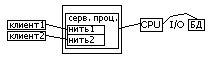 серв. проц.
клиент1
нить1
клиент2
нить2
CPU
I/O
БД